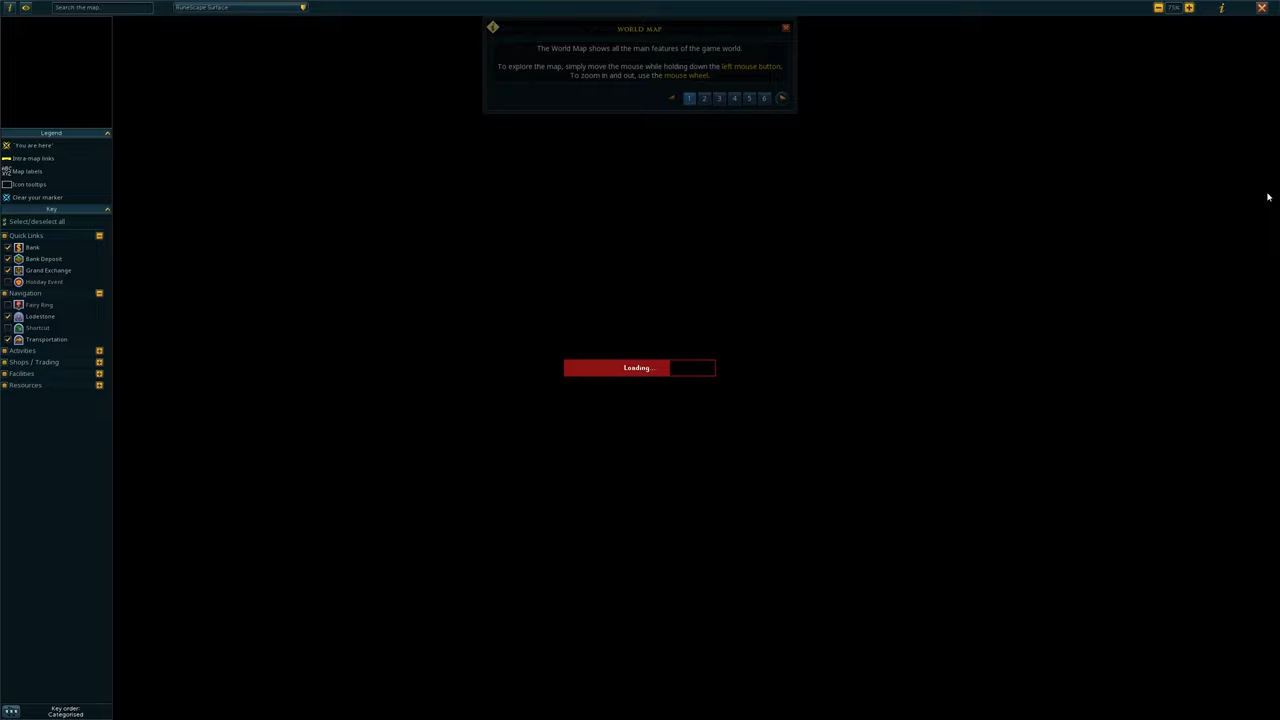 Search the map.
RuneScape Surface
75%
WORLD MAP
The World Map shows all the main features of the game world.
To explore the map, simply move the mouse while holding down the left mouse button.
To zoom in and out, use the mouse wheel.
1 2 3 4 5 6
Legend
'You are here'
Intra-map links
ABC
XYZ
Map labels
Icon tooltips
Clear your marker
Key
Select/deselect all
Quick Links
Bank
Bank Deposit
Grand Exchange
Holiday Event
Navigation
Fairy Ring
Lodestone
Shortcut
Transportation
Activities
Shops / Trading
Facilities
Resources
Loading...
Key order:
Categorised